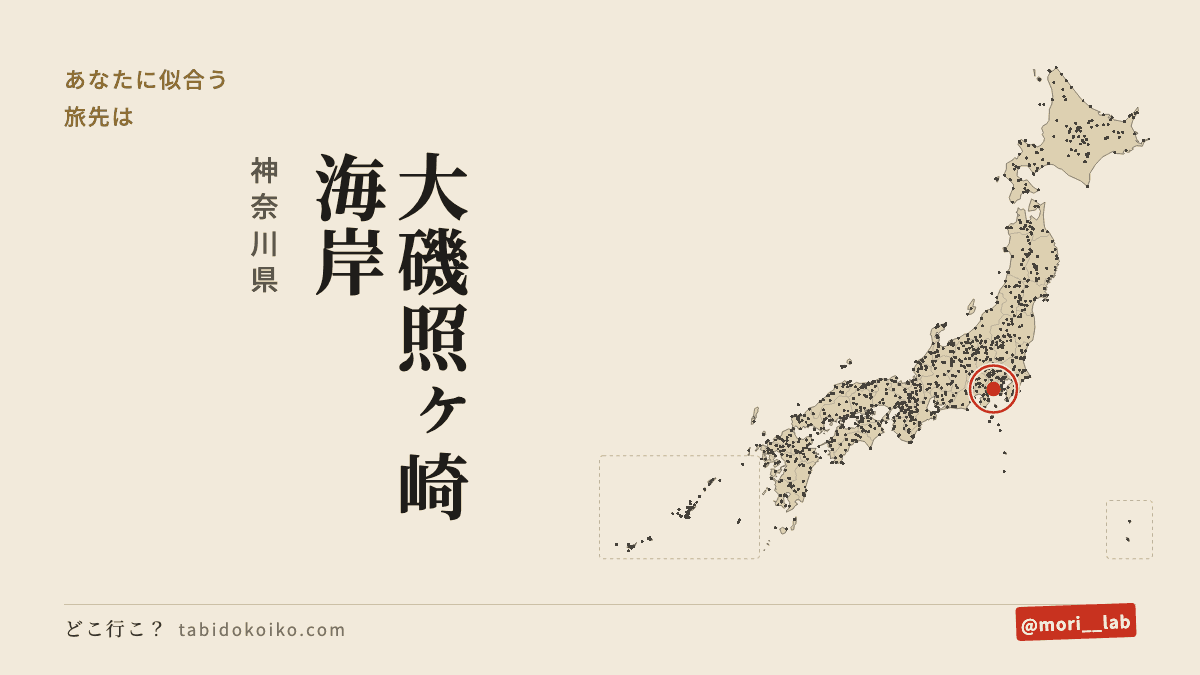 あなたに似合う
旅先は
大磯照ヶ崎
海岸
神奈川県
どこ行こ？ tabidokoiko.com
@mori__lab